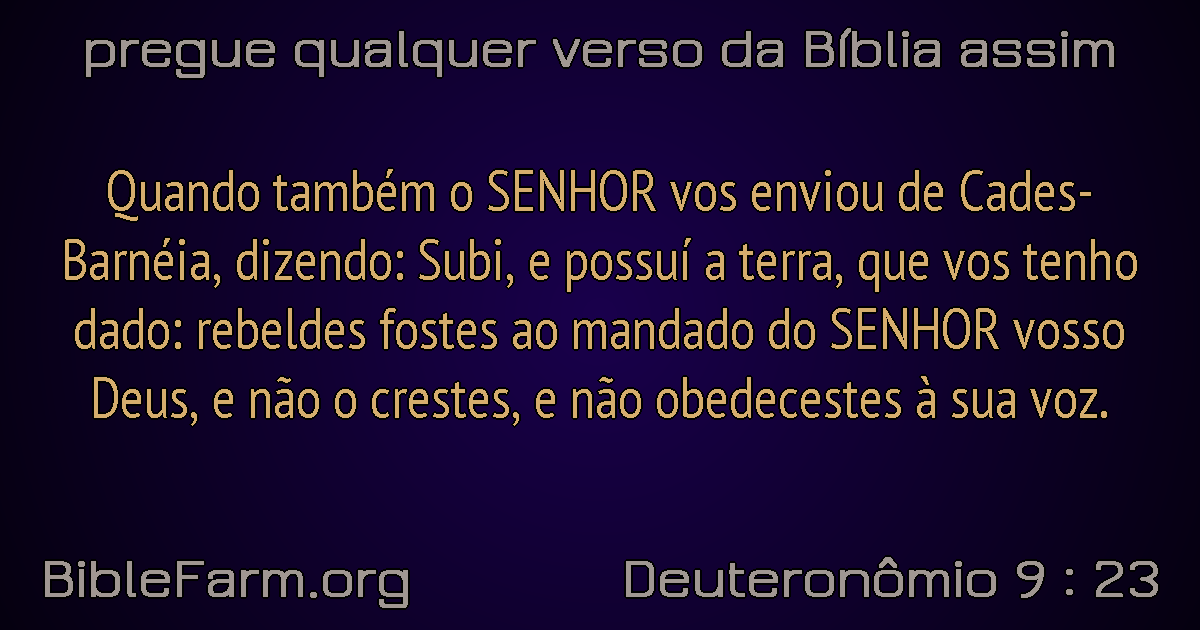 pregue qualquer verso da Bíblia assim
Quando também o SENHOR vos enviou de Cades-
Barnéia, dizendo: Subi, e possuí a terra, que vos tenho
dado: rebeldes fostes ao mandado do SENHOR vosso
Deus, e não o crestes, e não obedecestes à sua voz.
BibleFarm.org
Deuteronômio 9 : 23